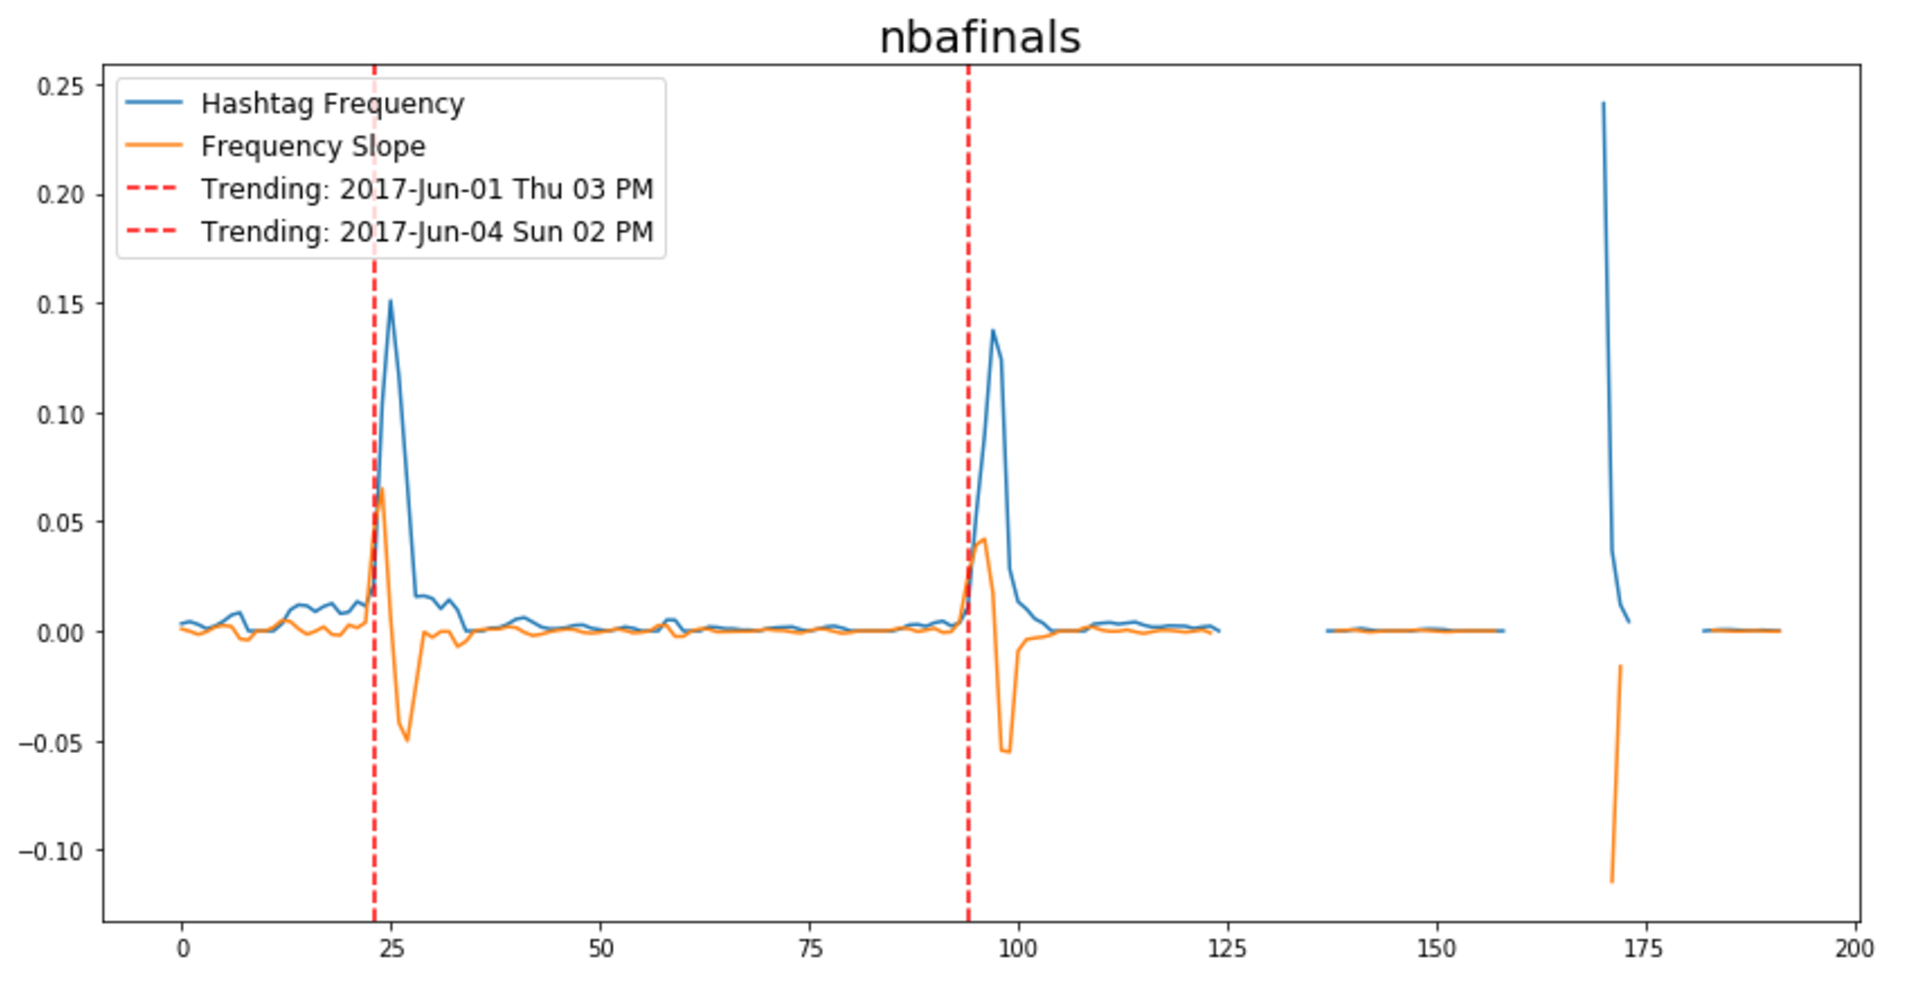 nbafinals
Hashtag Frequency
Frequency Slope
Trending: 2017-Jun-01 Thu 03 PM
Trending: 2017-Jun-04 Sun 02 PM
0.25
0.20
0.15
0.10
0.05
0.00
−0.05
−0.10
0 25 50 75 100 125 150 175 200